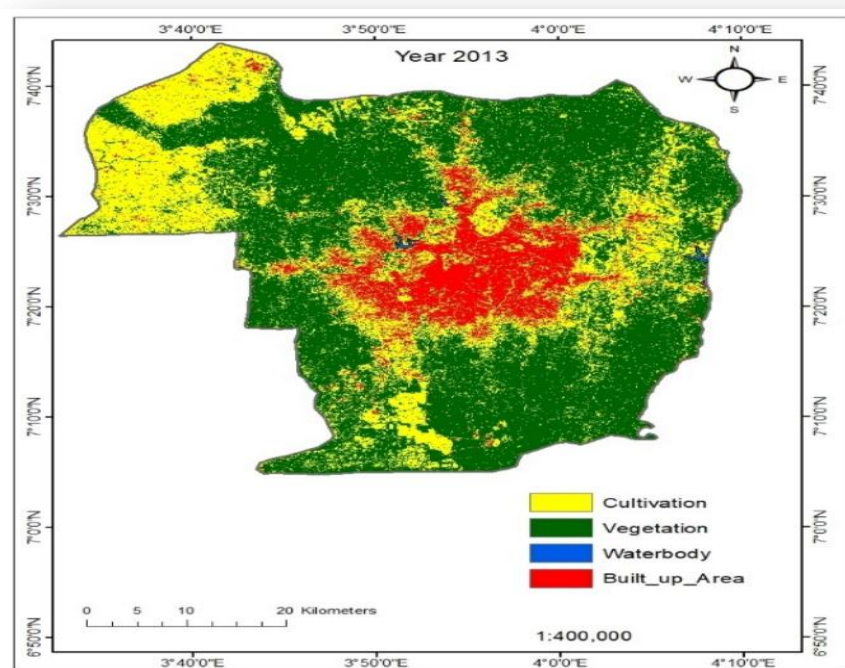 3°40'0"E 3°50'0"E 4°0'0"E 4°10'0"E
Year 2013
N
W E
S
7°40'0"N 7°40'0"N
7°30'0"N 7°30'0"N
7°20'0"N 7°20'0"N
7°10'0"N 7°10'0"N
7°0'0"N 7°0'0"N
6°50'0"N 6°50'0"N
Cultivation
Vegetation
Waterbody
Built_up_Area
0 5 10 20 Kilometers
1:400,000
3°40'0"E 3°50'0"E 4°0'0"E 4°10'0"E